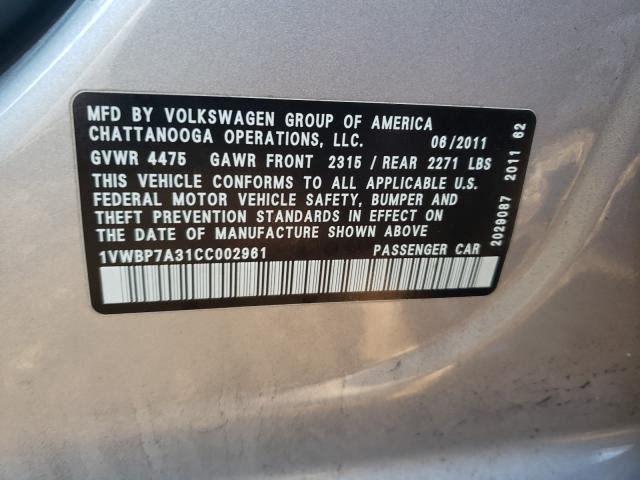 MFD BY VOLKSWAGEN GROUP OF AMERICA
CHATTANOOGA OPERATIONS, LLC. 06/2011
GVWR 4475 GAWR FRONT 2315 / REAR 2271 LBS
THIS VEHICLE CONFORMS TO ALL APPLICABLE U.S.
FEDERAL MOTOR VEHICLE SAFETY, BUMPER AND
THEFT PREVENTION STANDARDS IN EFFECT ON
THE DATE OF MANUFACTURE SHOWN ABOVE
1VWBP7A31CC002961 PASSENGER CAR
2029087 2011 62